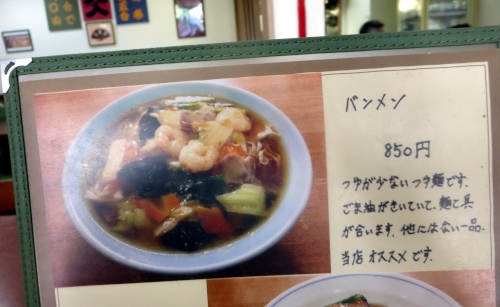 バンメン
850円
つゆが少ないつゆ麺です。
ごま油がきいていて、麺と具
が合います。他にはない一品。
当店オススメです。